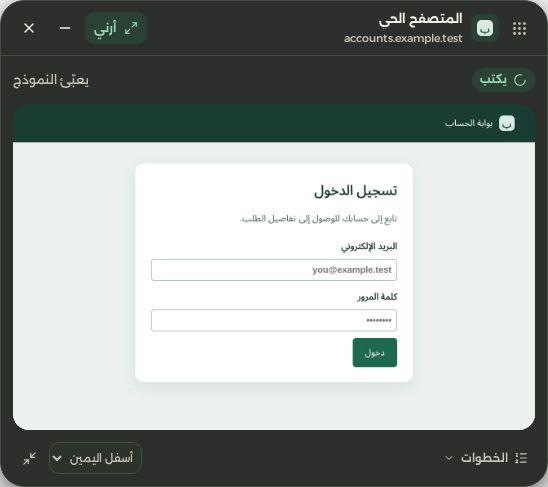 المتصفح الحي
accounts.example.test
ب
أرني
يكتب
يعبّئ النموذج
ب
بوابة الحساب
تسجيل الدخول
تابع إلى حسابك للوصول إلى تفاصيل الطلب.
البريد الإلكتروني
you@example.test
كلمة المرور
••••••••
دخول
الخطوات
أسفل اليمين